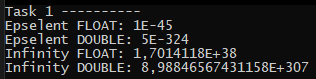 Task 1 ----------
Epselent FLOAT: 1E-45
Epselent DOUBLE: 5E-324
Infinity FLOAT: 1,7014118E+38
Infinity DOUBLE: 8,98846567431158E+307